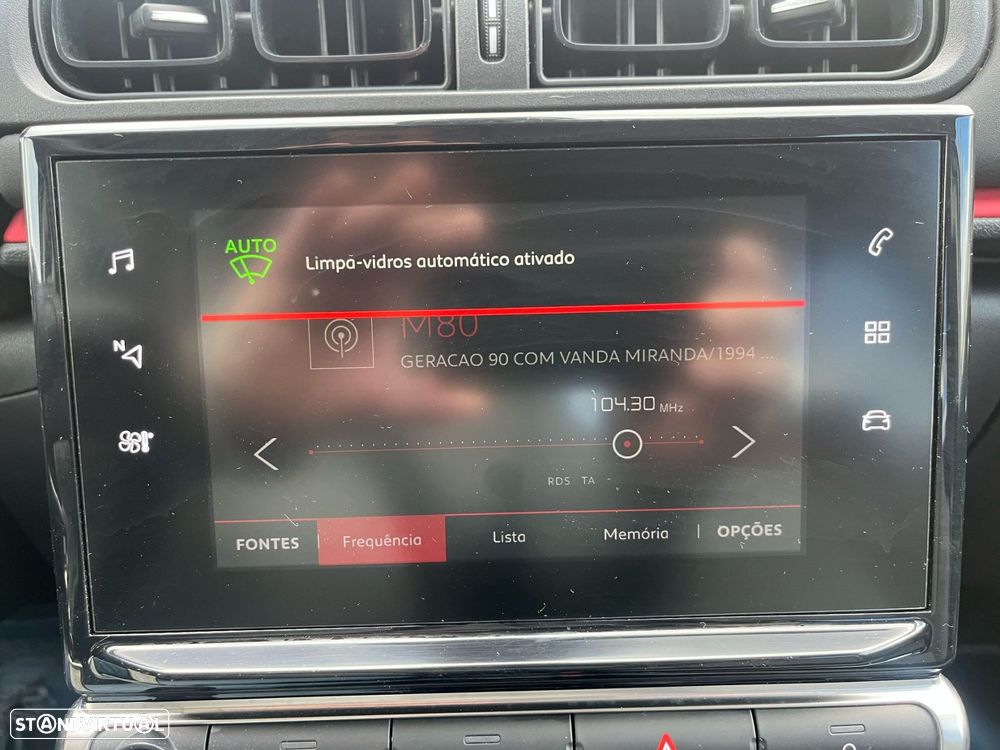 AUTO
Limpa-vidros automático ativado
M80
GERACAO 90 COM VANDA MIRANDA/1994 ...
104.30 MHz
N
RDS TA
FONTES Frequência Lista Memória OPÇÕES
STANDVIRTUAL